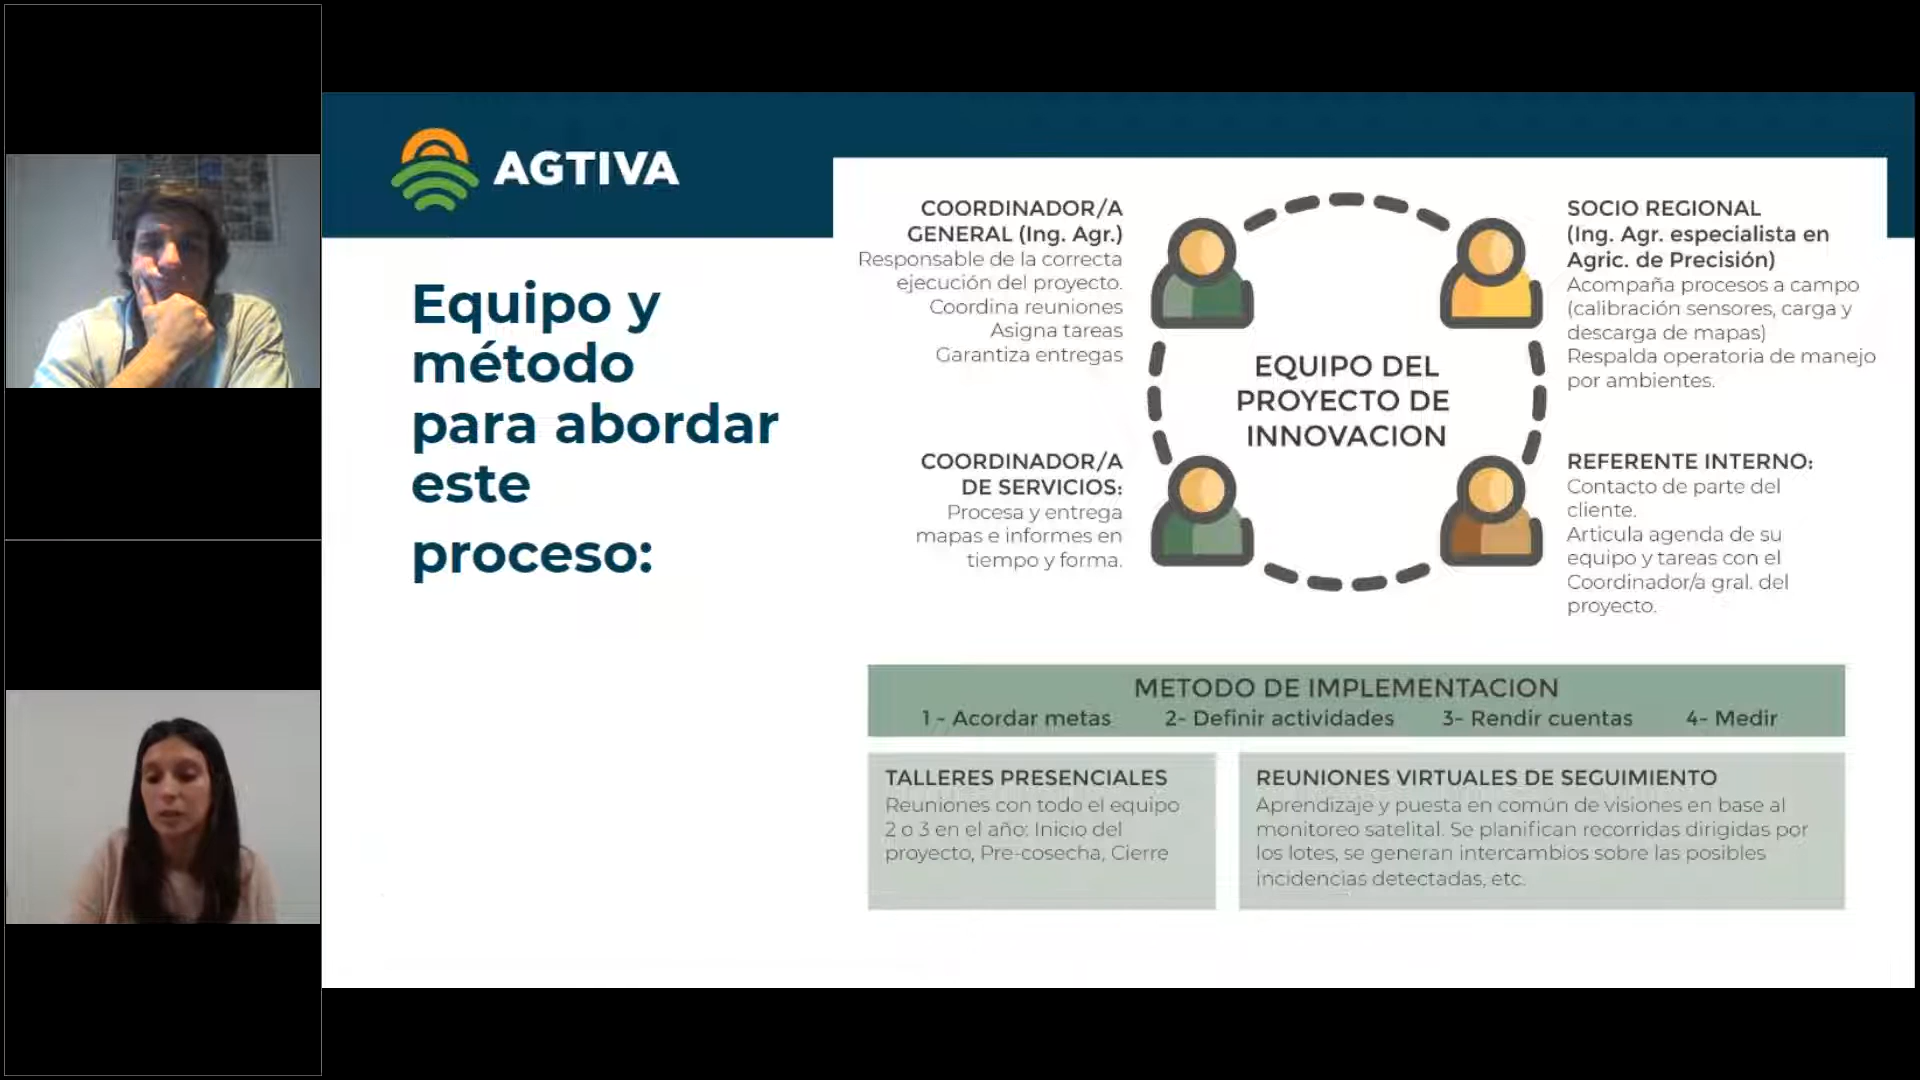 AGTIVA
Equipo y
método
para abordar
este
proceso:
COORDINADOR/A
GENERAL (Ing. Agr.)
Responsable de la correcta
ejecución del proyecto.
Coordina reuniones
Asigna tareas
Garantiza entregas
SOCIO REGIONAL
(Ing. Agr. especialista en
Agric. de Precisión)
Acompaña procesos a campo
(calibración sensores, carga y
descarga de mapas)
Respalda operatoria de manejo
por ambientes.
EQUIPO DEL
PROYECTO DE
INNOVACION
COORDINADOR/A
DE SERVICIOS:
Procesa y entrega
mapas e informes en
tiempo y forma.
REFERENTE INTERNO:
Contacto de parte del
cliente.
Articula agenda de su
equipo y tareas con el
Coordinador/a gral. del
proyecto.
METODO DE IMPLEMENTACION
1 - Acordar metas 2- Definir actividades 3- Rendir cuentas 4- Medir
TALLERES PRESENCIALES
Reuniones con todo el equipo
2 o 3 en el año: Inicio del
proyecto, Pre-cosecha, Cierre
REUNIONES VIRTUALES DE SEGUIMIENTO
Aprendizaje y puesta en común de visiones en base al
monitoreo satelital. Se planifican recorridas dirigidas por
los lotes, se generan intercambios sobre las posibles
incidencias detectadas, etc.